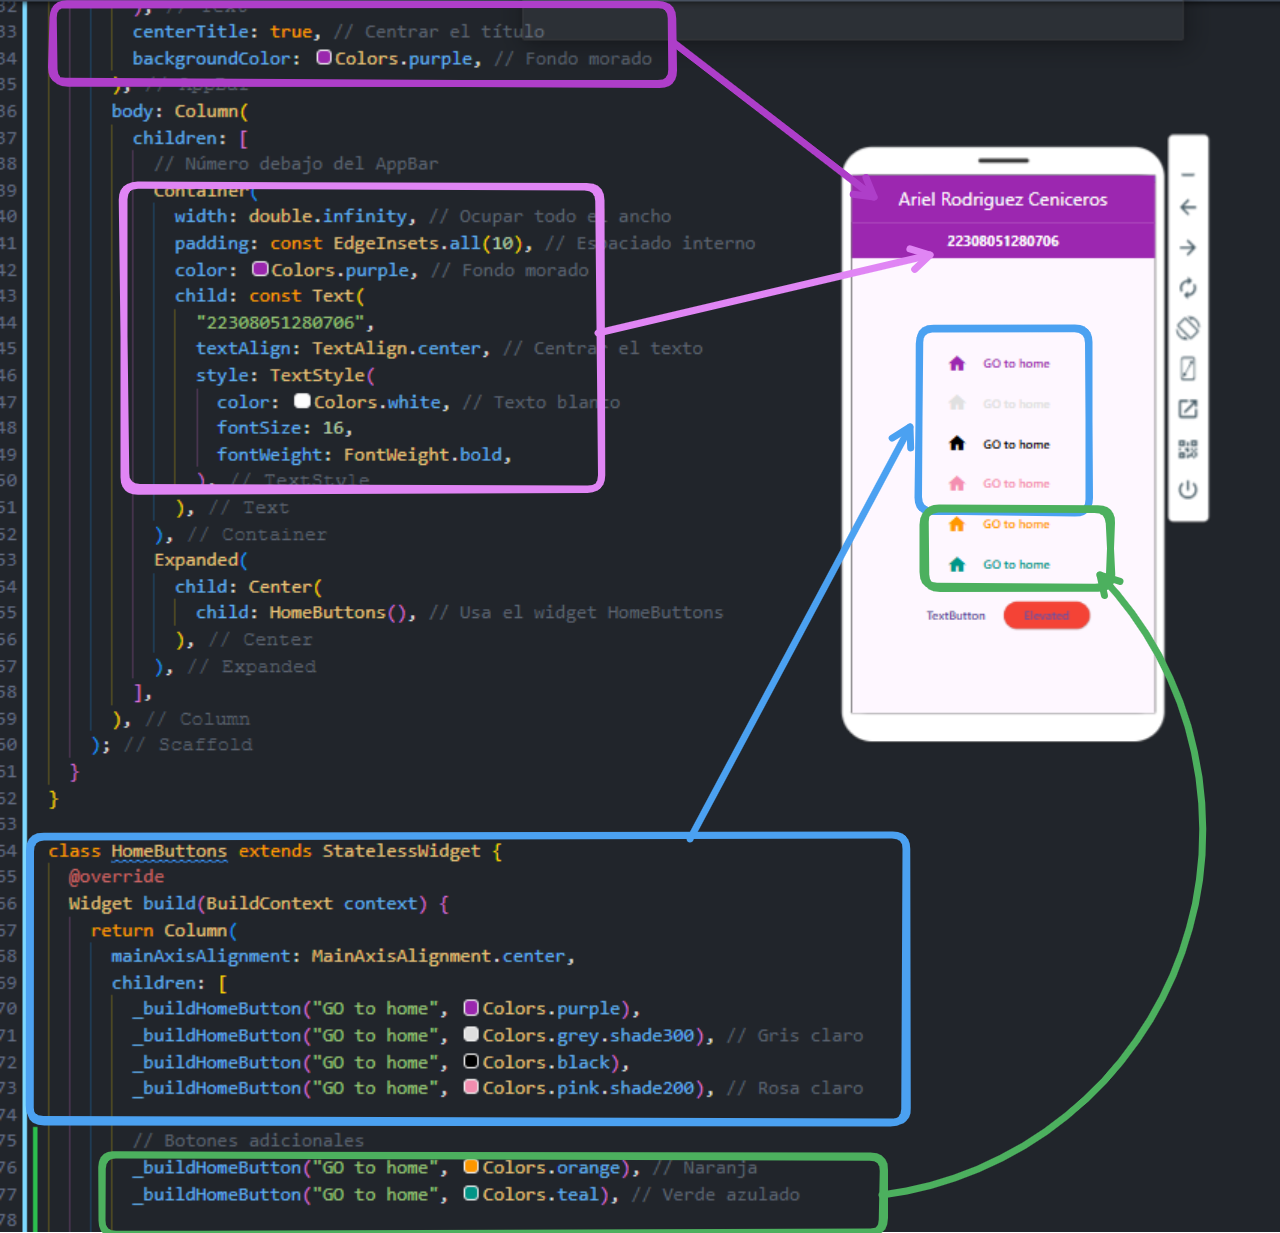 32 ), // Text
33 centerTitle: true, // Centrar el título
34 backgroundColor: Colors.purple, // Fondo morado
35 ), // AppBar
36 body: Column(
37 children: [
38 // Número debajo del AppBar
39 Container(
40 width: double.infinity, // Ocupar todo el ancho
41 padding: const EdgeInsets.all(10), // Espaciado interno
42 color: Colors.purple, // Fondo morado
43 child: const Text(
44 "22308051280706",
45 textAlign: TextAlign.center, // Centrar el texto
46 style: TextStyle(
47 color: Colors.white, // Texto blanco
48 fontSize: 16,
49 fontWeight: FontWeight.bold,
50 ), // TextStyle
51 ), // Text
52 ), // Container
53 Expanded(
54 child: Center(
55 child: HomeButtons(), // Usa el widget HomeButtons
56 ), // Center
57 ), // Expanded
58 ],
59 ), // Column
60 ); // Scaffold
61 }
62 }
63
64 class HomeButtons extends StatelessWidget {
65 @override
66 Widget build(BuildContext context) {
67 return Column(
68 mainAxisAlignment: MainAxisAlignment.center,
69 children: [
70 _buildHomeButton("GO to home", Colors.purple),
71 _buildHomeButton("GO to home", Colors.grey.shade300), // Gris claro
72 _buildHomeButton("GO to home", Colors.black),
73 _buildHomeButton("GO to home", Colors.pink.shade200), // Rosa claro
74
75 // Botones adicionales
76 _buildHomeButton("GO to home", Colors.orange), // Naranja
77 _buildHomeButton("GO to home", Colors.teal), // Verde azulado
78
Ariel Rodriguez Ceniceros
22308051280706
GO to home
GO to home
GO to home
GO to home
GO to home
GO to home
TextButton Elevated